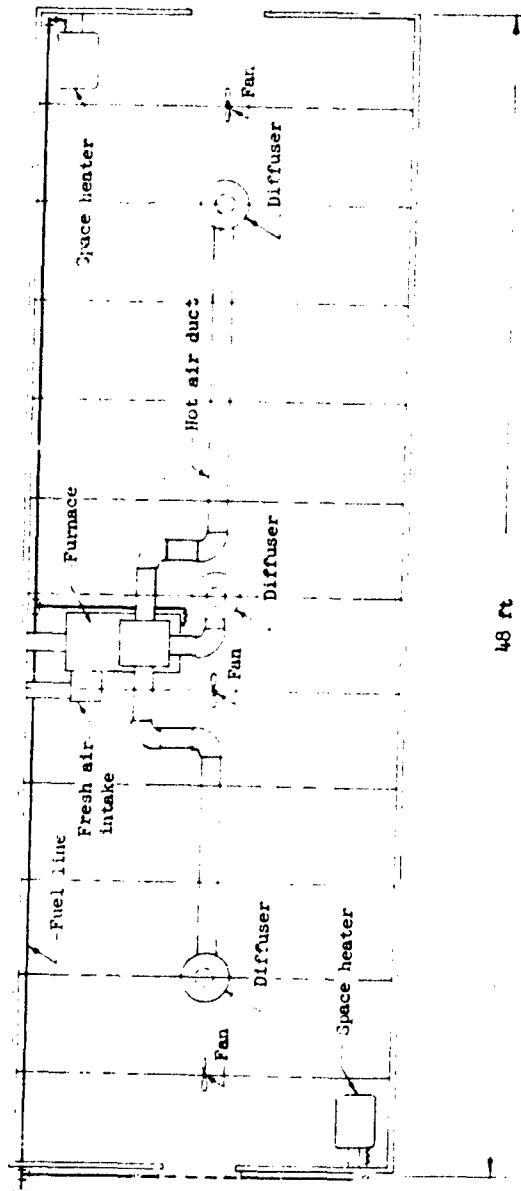 Space heater
Fan
Diffuser
Hot air duct
Furnace
Diffuser
Fan
Fresh air
intake
Fuel line
Diffuser
Fan
Space heater
48 ft